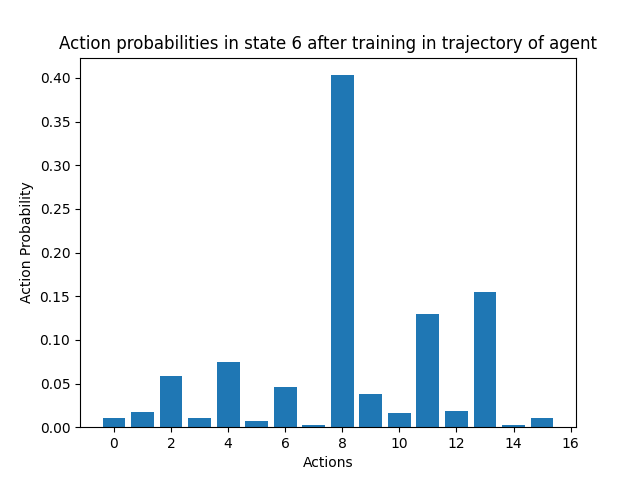 Action probabilities in state 6 after training in trajectory of agent
0.40
0.35
0.30
0.25
0.20
0.15
0.10
0.05
0.00
Action Probability
0 2 4 6 8 10 12 14 16
Actions